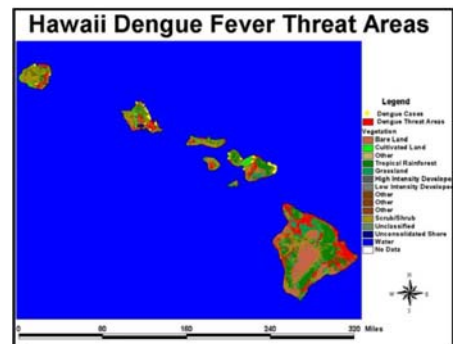 Hawaii Dengue Fever Threat Areas
Legend
Dengue Cases
Dengue Threat Areas
Vegetation
Bare Land
Cultivated Land
Other
Tropical Rainforest
Grassland
High Intensity Develope
Low Intensity Develope
Other
Other
Other
Scrub/Shrub
Unclassified
Unconsolidated Shore
Water
No Data
N
W E
S
0 80 160 240 320 Miles